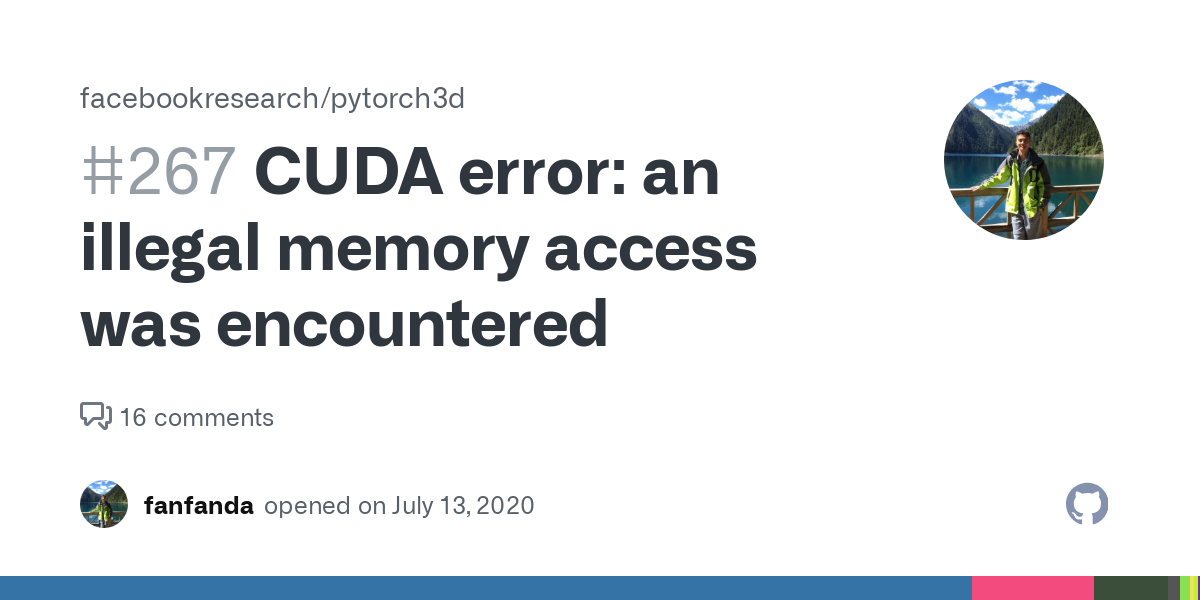 facebookresearch/pytorch3d
#267 CUDA error: an
illegal memory access
was encountered
16 comments
fanfanda opened on July 13, 2020